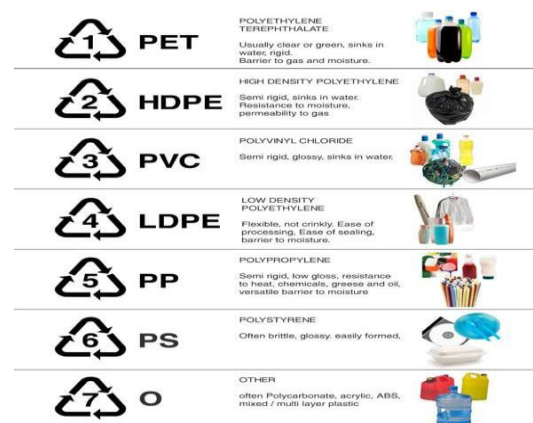 1 PET
POLYETHYLENE
TEREPHTHALATE
Usually clear or green, sinks in
water, rigid.
Barrier to gas and moisture.
2 HDPE
HIGH DENSITY POLYETHYLENE
Semi rigid, sinks in water.
Resistance to moisture,
permeability to gas
3 PVC
POLYVINYL CHLORIDE
Semi rigid, glossy, sinks in water.
4 LDPE
LOW DENSITY
POLYETHYLENE
Flexible, not crinkly, Ease of
processing, Ease of sealing,
barrier to moisture.
5 PP
POLYPROPYLENE
Semi rigid, low gloss, resistance
to heat, chemicals, greese and oil,
versatile barrier to moisture
6 PS
POLYSTYRENE
Often brittle, glossy. easily formed,
7 O
OTHER
often Polycarbonate, acrylic, ABS,
mixed / multi layer plastic